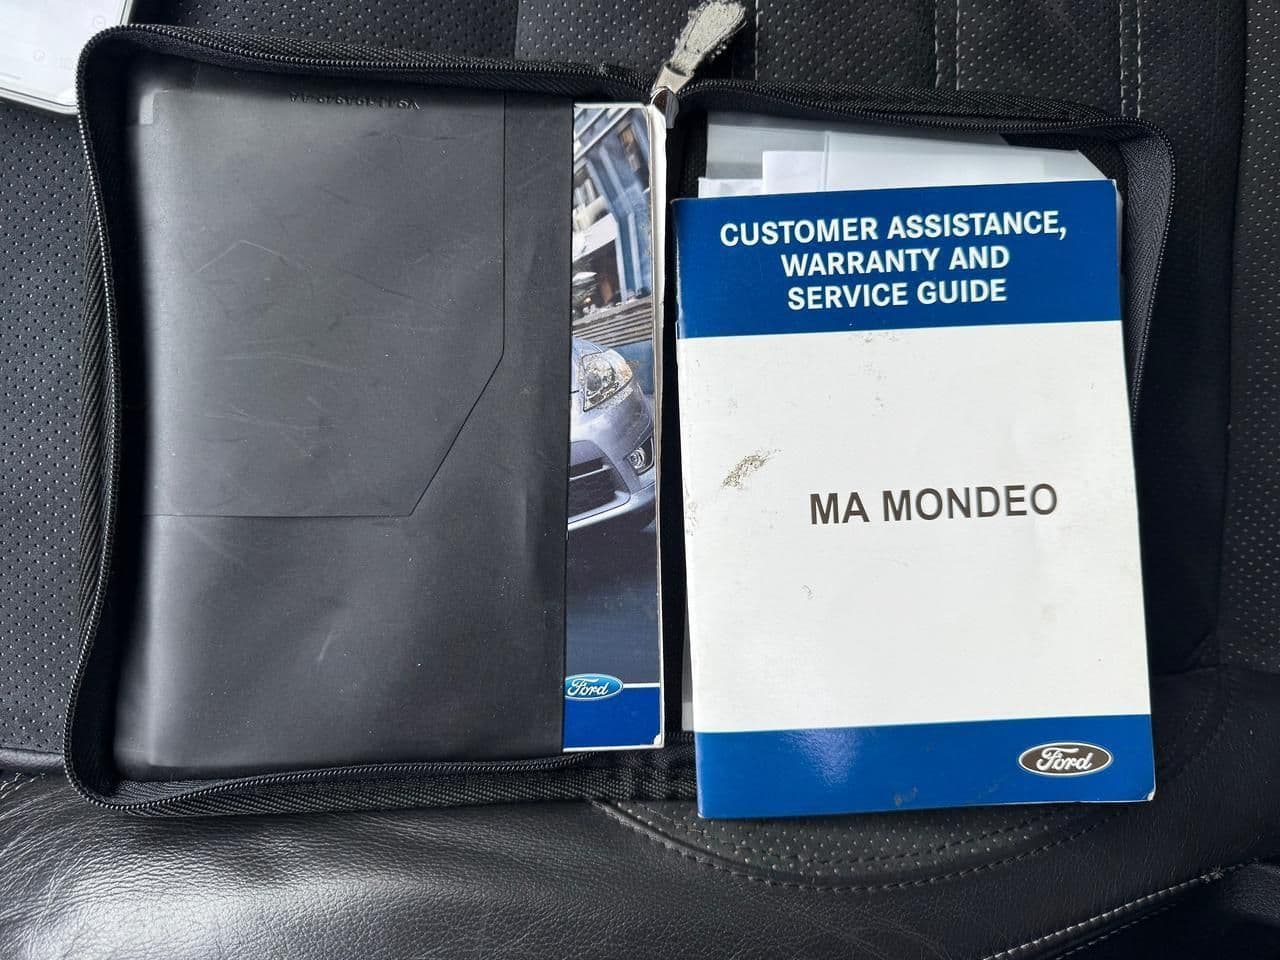 Ford
CUSTOMER ASSISTANCE,
WARRANTY AND
SERVICE GUIDE
MA MONDEO
Ford